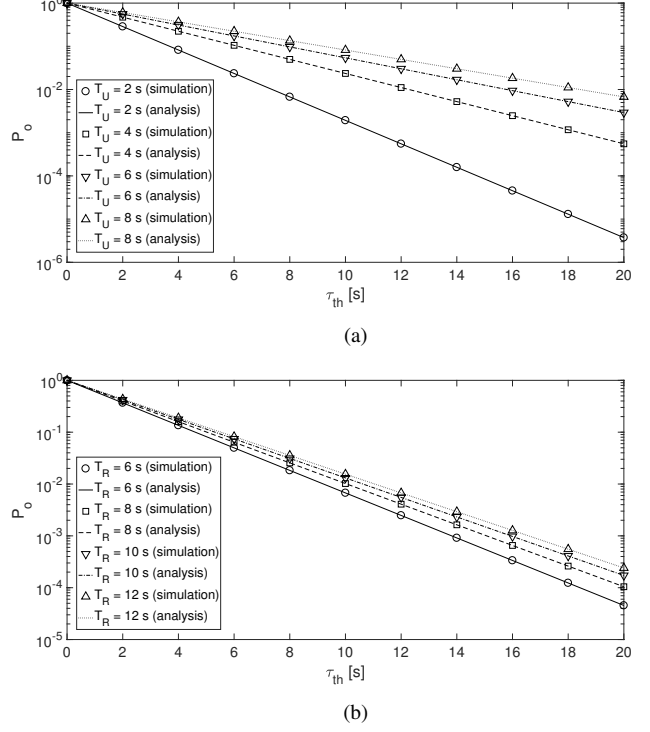 10^0
10^-2
10^-4
10^-6
P_o
T_U = 2 s (simulation)
T_U = 2 s (analysis)
T_U = 4 s (simulation)
T_U = 4 s (analysis)
T_U = 6 s (simulation)
T_U = 6 s (analysis)
T_U = 8 s (simulation)
T_U = 8 s (analysis)
0 2 4 6 8 10 12 14 16 18 20
τ_th [s]
(a)
10^0
10^-1
10^-2
10^-3
10^-4
10^-5
P_o
T_R = 6 s (simulation)
T_R = 6 s (analysis)
T_R = 8 s (simulation)
T_R = 8 s (analysis)
T_R = 10 s (simulation)
T_R = 10 s (analysis)
T_R = 12 s (simulation)
T_R = 12 s (analysis)
0 2 4 6 8 10 12 14 16 18 20
τ_th [s]
(b)